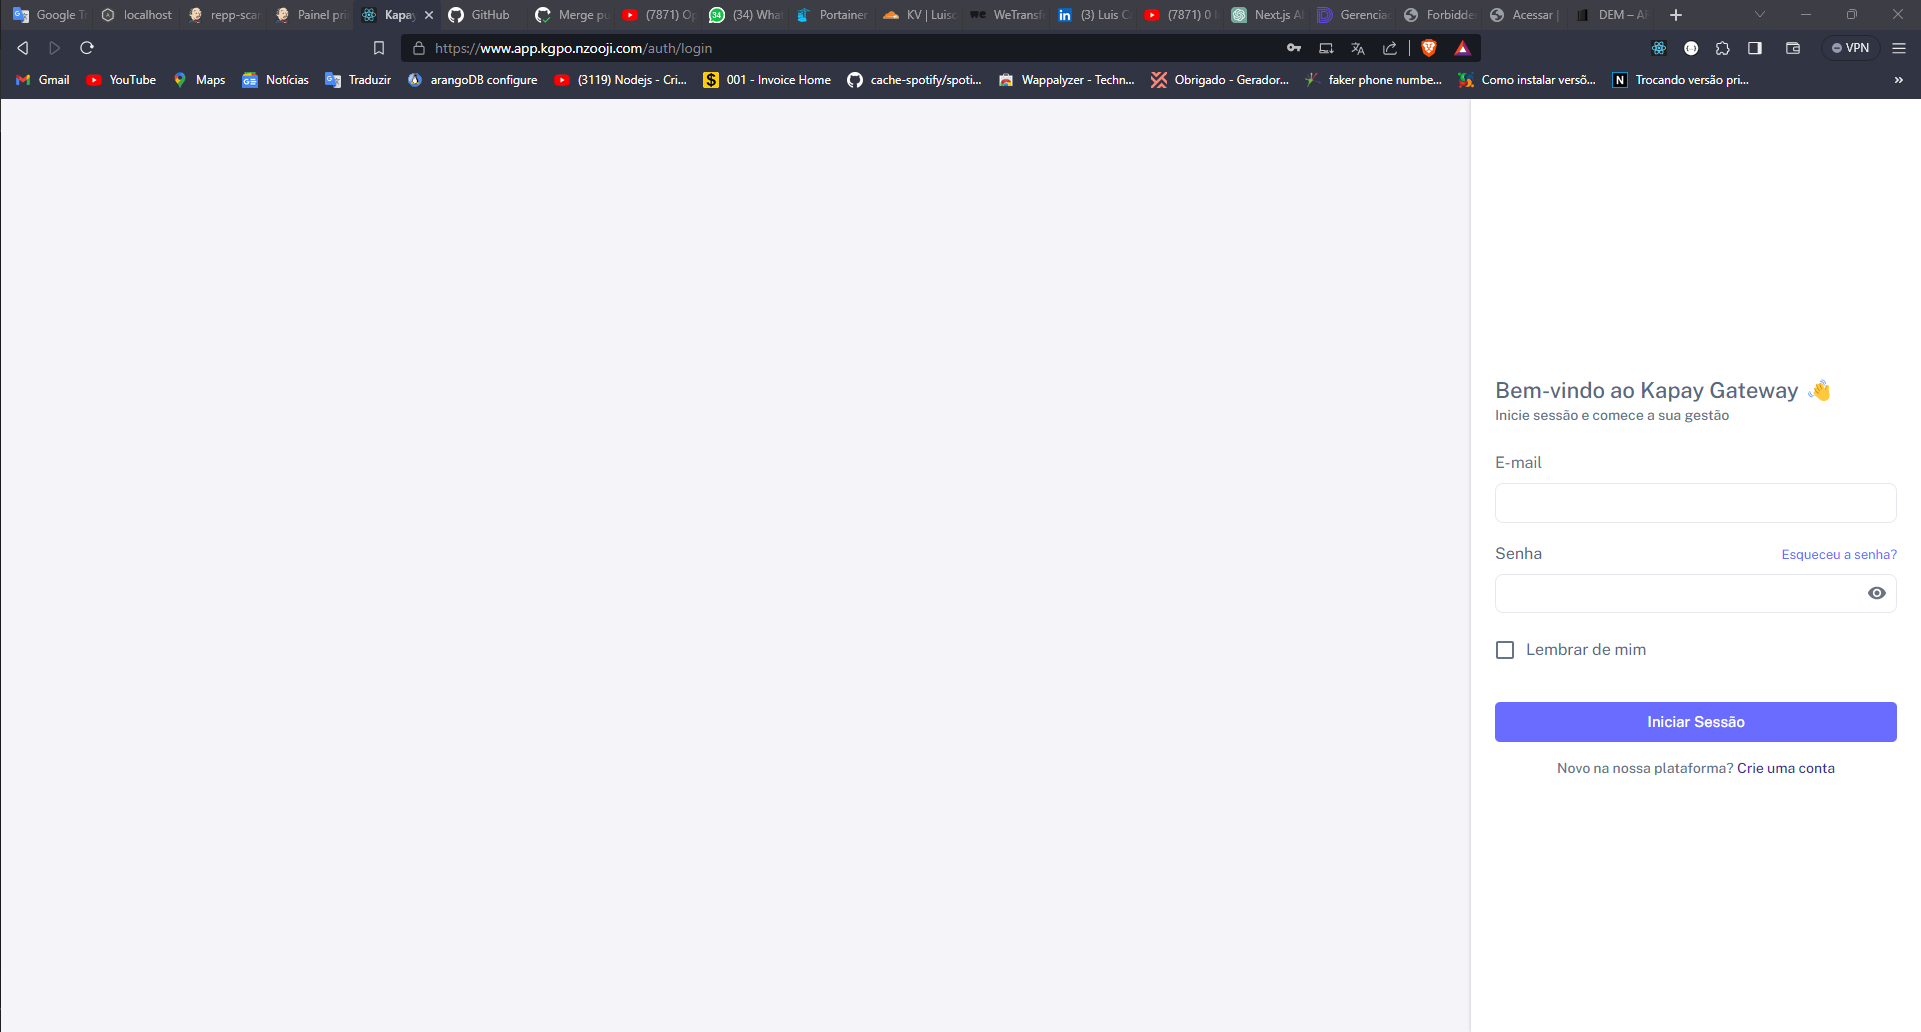 Google Tr localhost repp-scar Painel pri Kapay GitHub Merge pu (7871) Op (34) What Portainer KV | Luisc WeTransfe (3) Luis C (7871) 0 Next.js A Gerencia Forbidde Acessar | DEM – A
https://www.app.kgpo.nzooji.com/auth/login VPN
Gmail YouTube Maps Notícias Traduzir arangoDB configure (3119) Nodejs - Cri... 001 - Invoice Home cache-spotify/spoti... Wappalyzer - Techn... Obrigado - Gerador... faker phone numbe... Como instalar versõ... Trocando versão pri... »
Bem-vindo ao Kapay Gateway 👋
Inicie sessão e comece a sua gestão
E-mail
Senha Esqueceu a senha?
Lembrar de mim
Iniciar Sessão
Novo na nossa plataforma? Crie uma conta